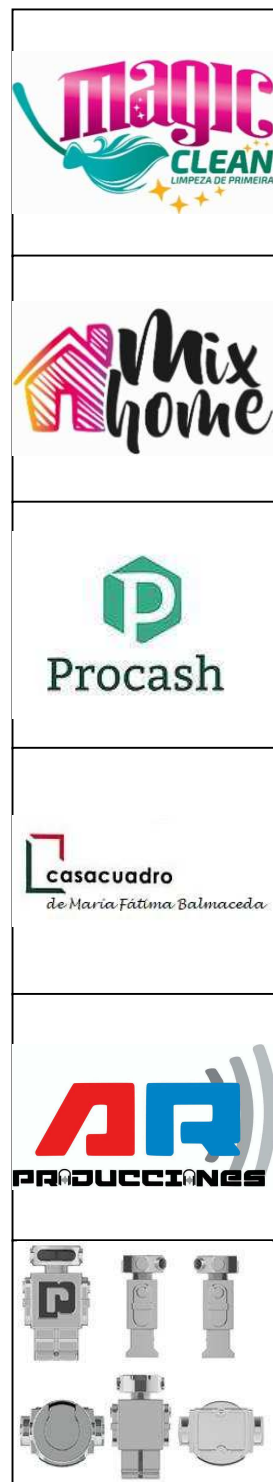 magic
CLEAN
LIMPEZA DE PRIMEIRA
Mix
home
P
Procash
casacuadro
de María Fátima Balmaceda
AR
PRODUCCIONES
P